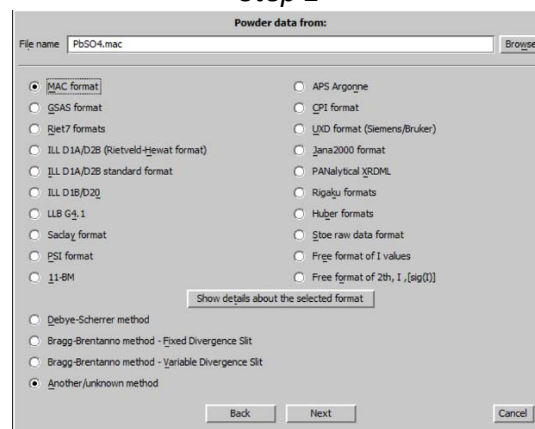 Powder data from:
File name PbSO4.mac Browse
MAC format
GSAS format
Riet7 formats
ILL D1A/D2B (Rietveld-Hewat format)
ILL D1A/D2B standard format
ILL D1B/D20
LLB G4.1
Saclay format
PSI format
11-BM
APS Argonne
CPI format
UXD format (Siemens/Bruker)
Jana2000 format
PANalytical XRDML
Rigaku formats
Huber formats
Stoe raw data format
Free format of I values
Free format of 2th, I ,[sig(I)]
Show details about the selected format
Debye-Scherrer method
Bragg-Brentanno method - Fixed Divergence Slit
Bragg-Brentanno method - Variable Divergence Slit
Another/unknown method
Back Next Cancel